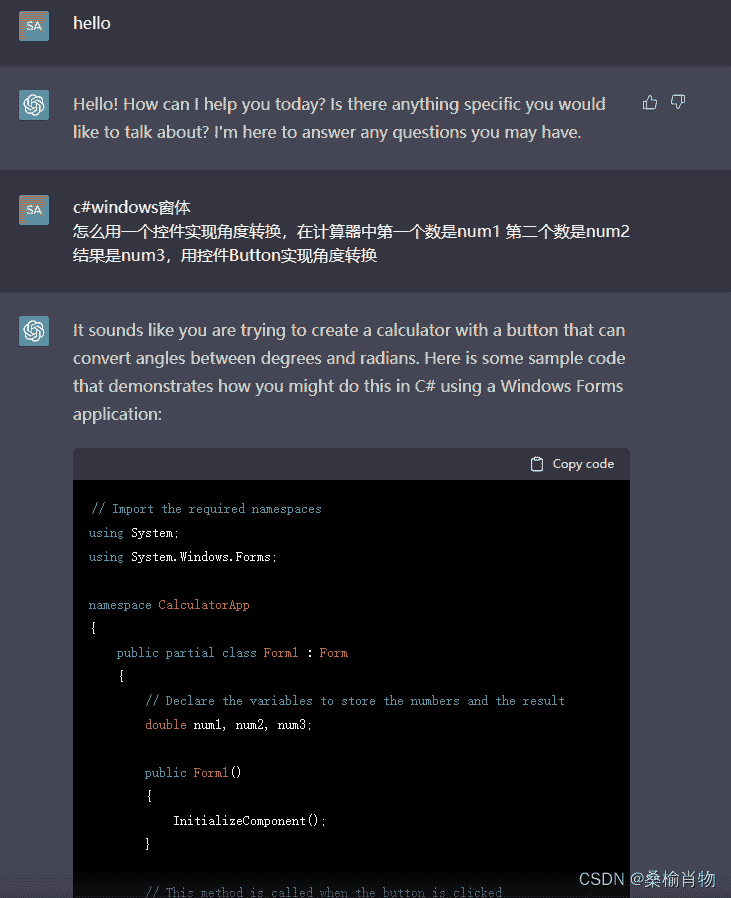 SA
hello
Hello! How can I help you today? Is there anything specific you would
like to talk about? I'm here to answer any questions you may have.
SA
c#windows窗体
怎么用一个控件实现角度转换，在计算器中第一个数是num1 第二个数是num2
结果是num3，用控件Button实现角度转换
It sounds like you are trying to create a calculator with a button that can
convert angles between degrees and radians. Here is some sample code
that demonstrates how you might do this in C# using a Windows Forms
application:
Copy code
// Import the required namespaces
using System;
using System.Windows.Forms;
namespace CalculatorApp
{
public partial class Form1 : Form
{
// Declare the variables to store the numbers and the result
double num1, num2, num3;
public Form1()
{
InitializeComponent();
}
// This method is called when the button is clicked
CSDN @桑榆肖物